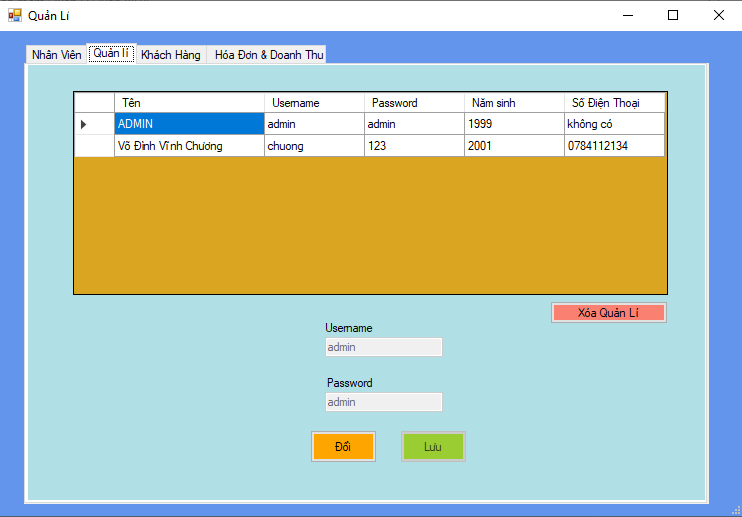 Quản Lí
Nhân Viên Quản lí Khách Hàng Hóa Đơn & Doanh Thu
Tên Username Password Năm sinh Số Điện Thoại
ADMIN admin admin 1999 không có
Võ Đình Vĩnh Chương chuong 123 2001 0784112134
Xóa Quản Lí
Username
admin
Password
admin
Đổi Lưu